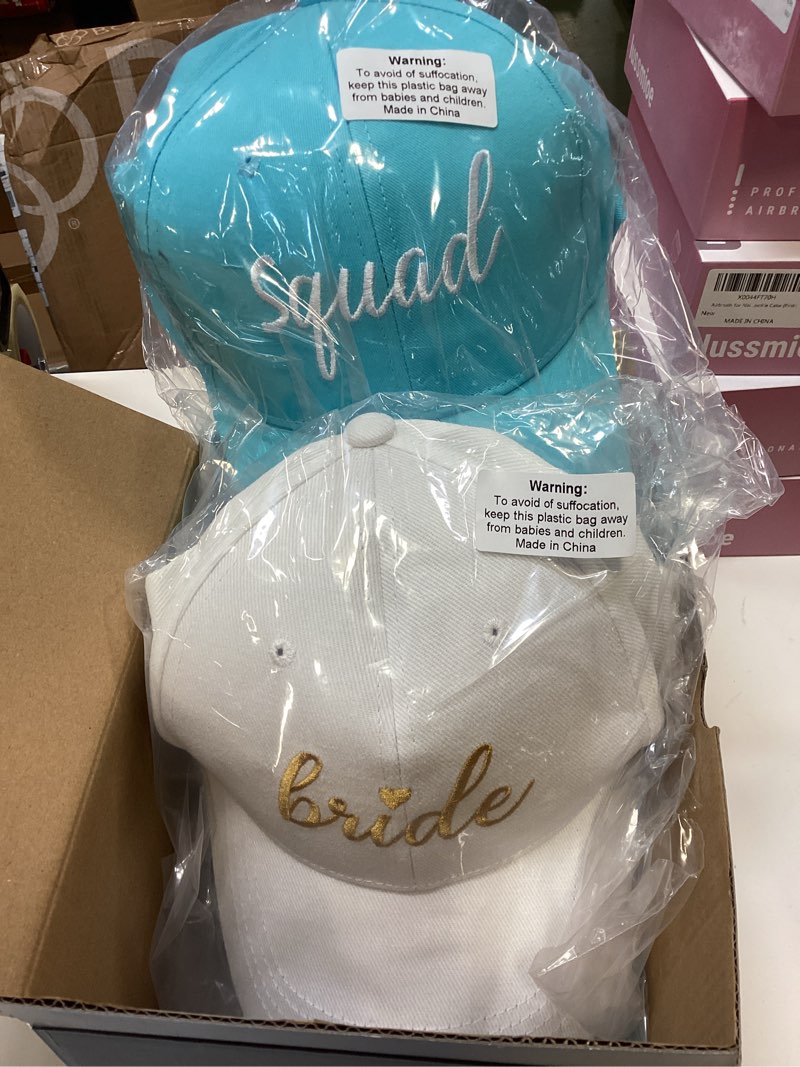 Warning:
To avoid of suffocation,
keep this plastic bag away
from babies and children.
Made in China
squad
Warning:
To avoid of suffocation,
keep this plastic bag away
from babies and children.
Made in China
bride
PROF
AIRBR
New
MADE IN CHINA
lussmi